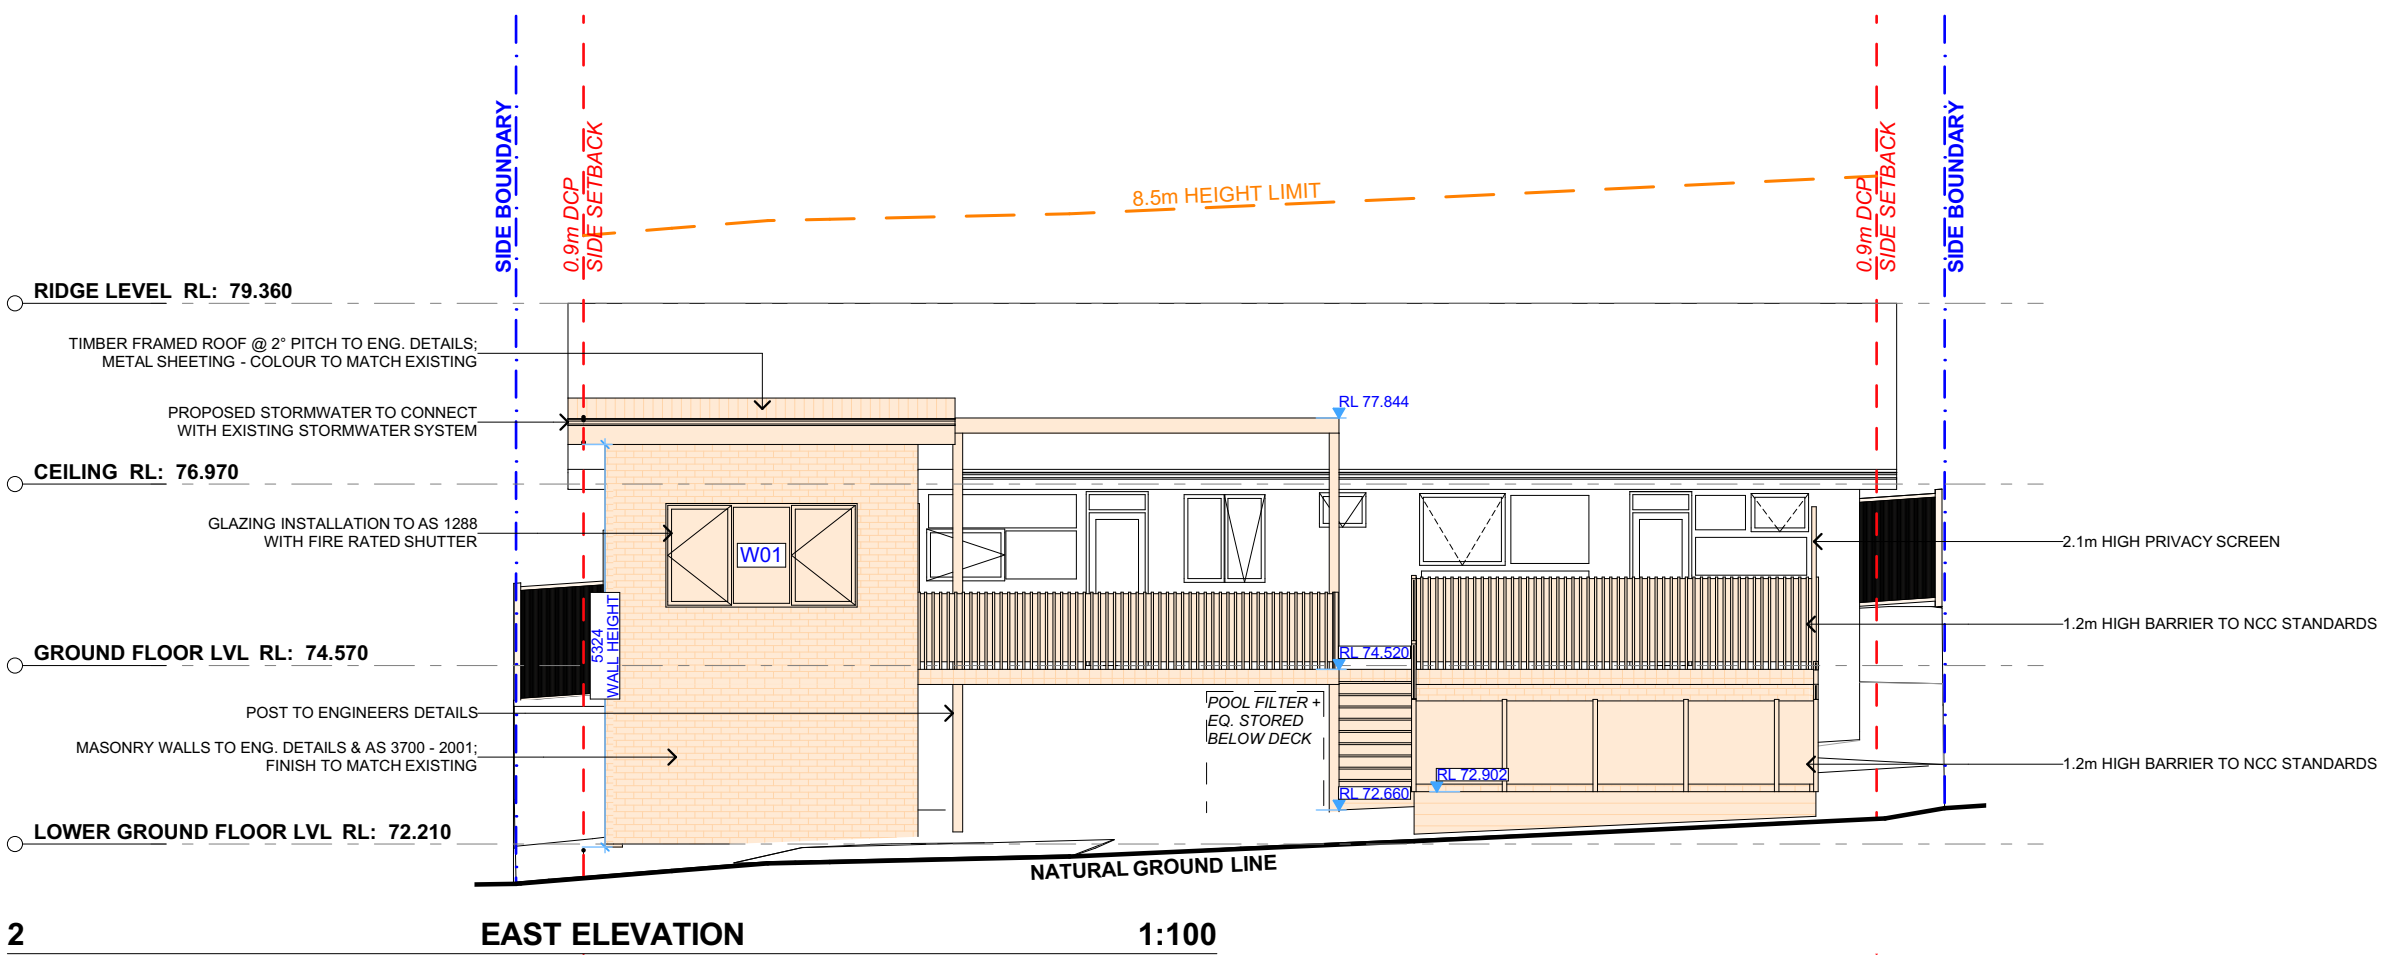 SIDE BOUNDARY
0.9m DCP
SIDE SETBACK
8.5m HEIGHT LIMIT
0.9m DCP
SIDE SETBACK
SIDE BOUNDARY
RIDGE LEVEL RL: 79.360
TIMBER FRAMED ROOF @ 2° PITCH TO ENG. DETAILS;
METAL SHEETING - COLOUR TO MATCH EXISTING
RL 77.844
PROPOSED STORMWATER TO CONNECT
WITH EXISTING STORMWATER SYSTEM
CEILING RL: 76.970
GLAZING INSTALLATION TO AS 1288
WITH FIRE RATED SHUTTER
W01
2.1m HIGH PRIVACY SCREEN
5324
WALL HEIGHT
1.2m HIGH BARRIER TO NCC STANDARDS
GROUND FLOOR LVL RL: 74.570
RL 74.520
POST TO ENGINEERS DETAILS
POOL FILTER +
EQ. STORED
BELOW DECK
MASONRY WALLS TO ENG. DETAILS & AS 3700 - 2001;
FINISH TO MATCH EXISTING
RL 72.902
1.2m HIGH BARRIER TO NCC STANDARDS
RL 72.660
LOWER GROUND FLOOR LVL RL: 72.210
NATURAL GROUND LINE
2 EAST ELEVATION 1:100